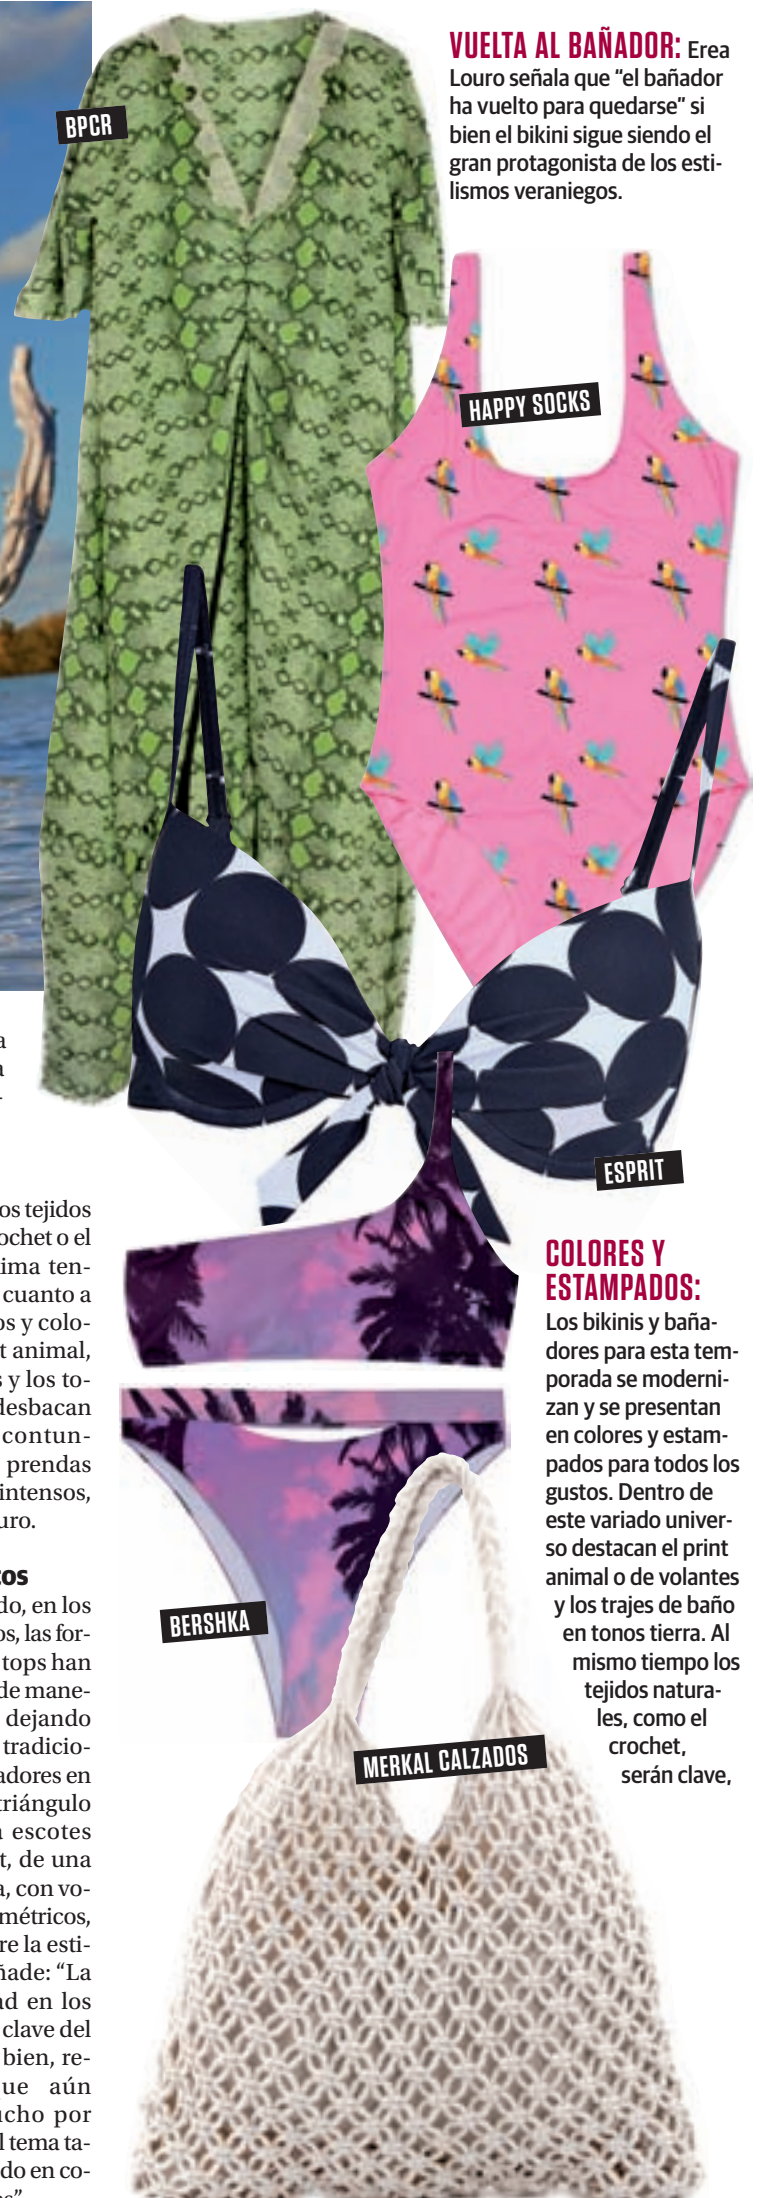 BPCR
VUELTA AL BAÑADOR: Erea
Louro señala que “el bañador
ha vuelto para quedarse” si
bien el bikini sigue siendo el
gran protagonista de los esti-
lismos veraniegos.
HAPPY SOCKS
ESPRIT
a
a
-
os tejidos
ochet o el
ima ten-
cuanto a
os y colo-
t animal,
s y los to-
desbacan
contun-
prendas
intensos,
uro.
tos
do, en los
os, las for-
tops han
de mane-
dejando
tradicio-
adores en
triángulo
n escotes
t, de una
a, con vo-
métricos,
re la esti-
ñade: “La
ad en los
clave del
bien, re-
ue aún
ucho por
l tema ta-
do en co-
COLORES Y
ESTAMPADOS:
Los bikinis y baña-
dores para esta tem-
porada se moderni-
zan y se presentan
en colores y estam-
pados para todos los
gustos. Dentro de
este variado univer-
so destacan el print
animal o de volantes
y los trajes de baño
en tonos tierra. Al
mismo tiempo los
tejidos natura-
les, como el
crochet,
serán clave,
BERSHKA
MERKAL CALZADOS